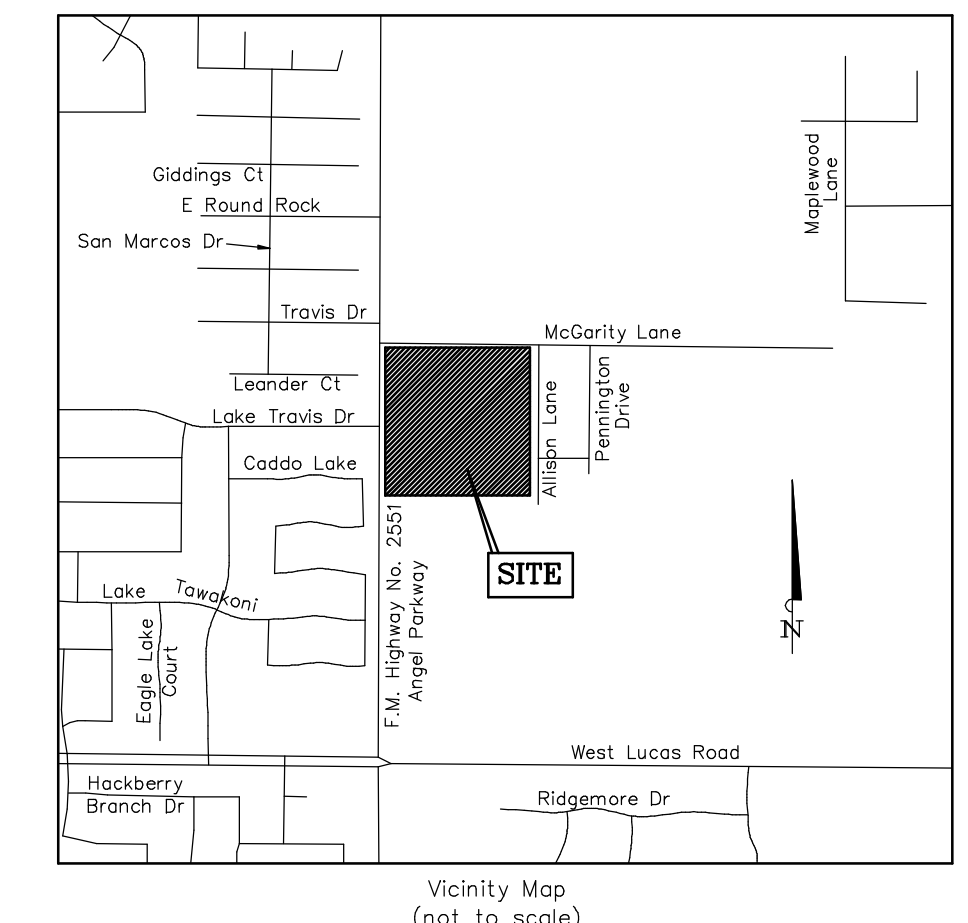 Giddings Ct
E Round Rock
San Marcos Dr
Travis Dr
Leander Ct
Lake Travis Dr
Caddo Lake
Lake Tawakoni
Eagle Lake
Court
Hackberry
Branch Dr
F.M. Highway No. 2551
Angel Parkway
Maplewood
Lane
McGarity Lane
Allison Lane
Pennington
Drive
SITE
N
West Lucas Road
Ridgemore Dr
Vicinity Map
(not to scale)